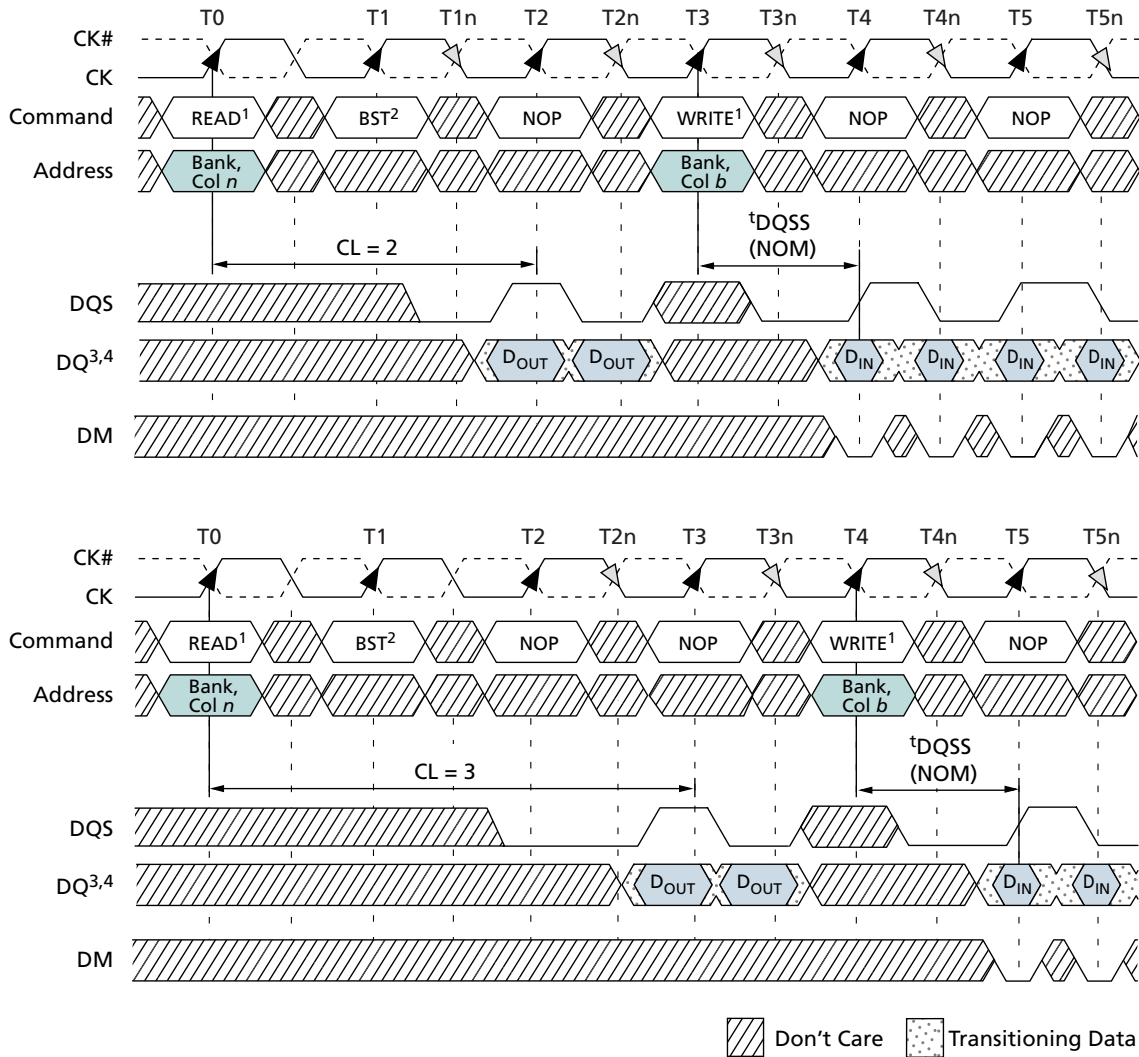 T0 T1 T1n T2 T2n T3 T3n T4 T4n T5 T5n
CK#
CK
Command READ¹ BST² NOP WRITE¹ NOP NOP
Address Bank, Col n Bank, Col b
CL = 2 tDQSS (NOM)
DQS
DQ³,⁴ DOUT DOUT DIN DIN DIN DIN
DM
T0 T1 T2 T2n T3 T3n T4 T4n T5 T5n
CK#
CK
Command READ¹ BST² NOP NOP WRITE¹ NOP
Address Bank, Col n Bank, Col b
CL = 3 tDQSS (NOM)
DQS
DQ³,⁴ DOUT DOUT DIN DIN
DM
Don't Care Transitioning Data